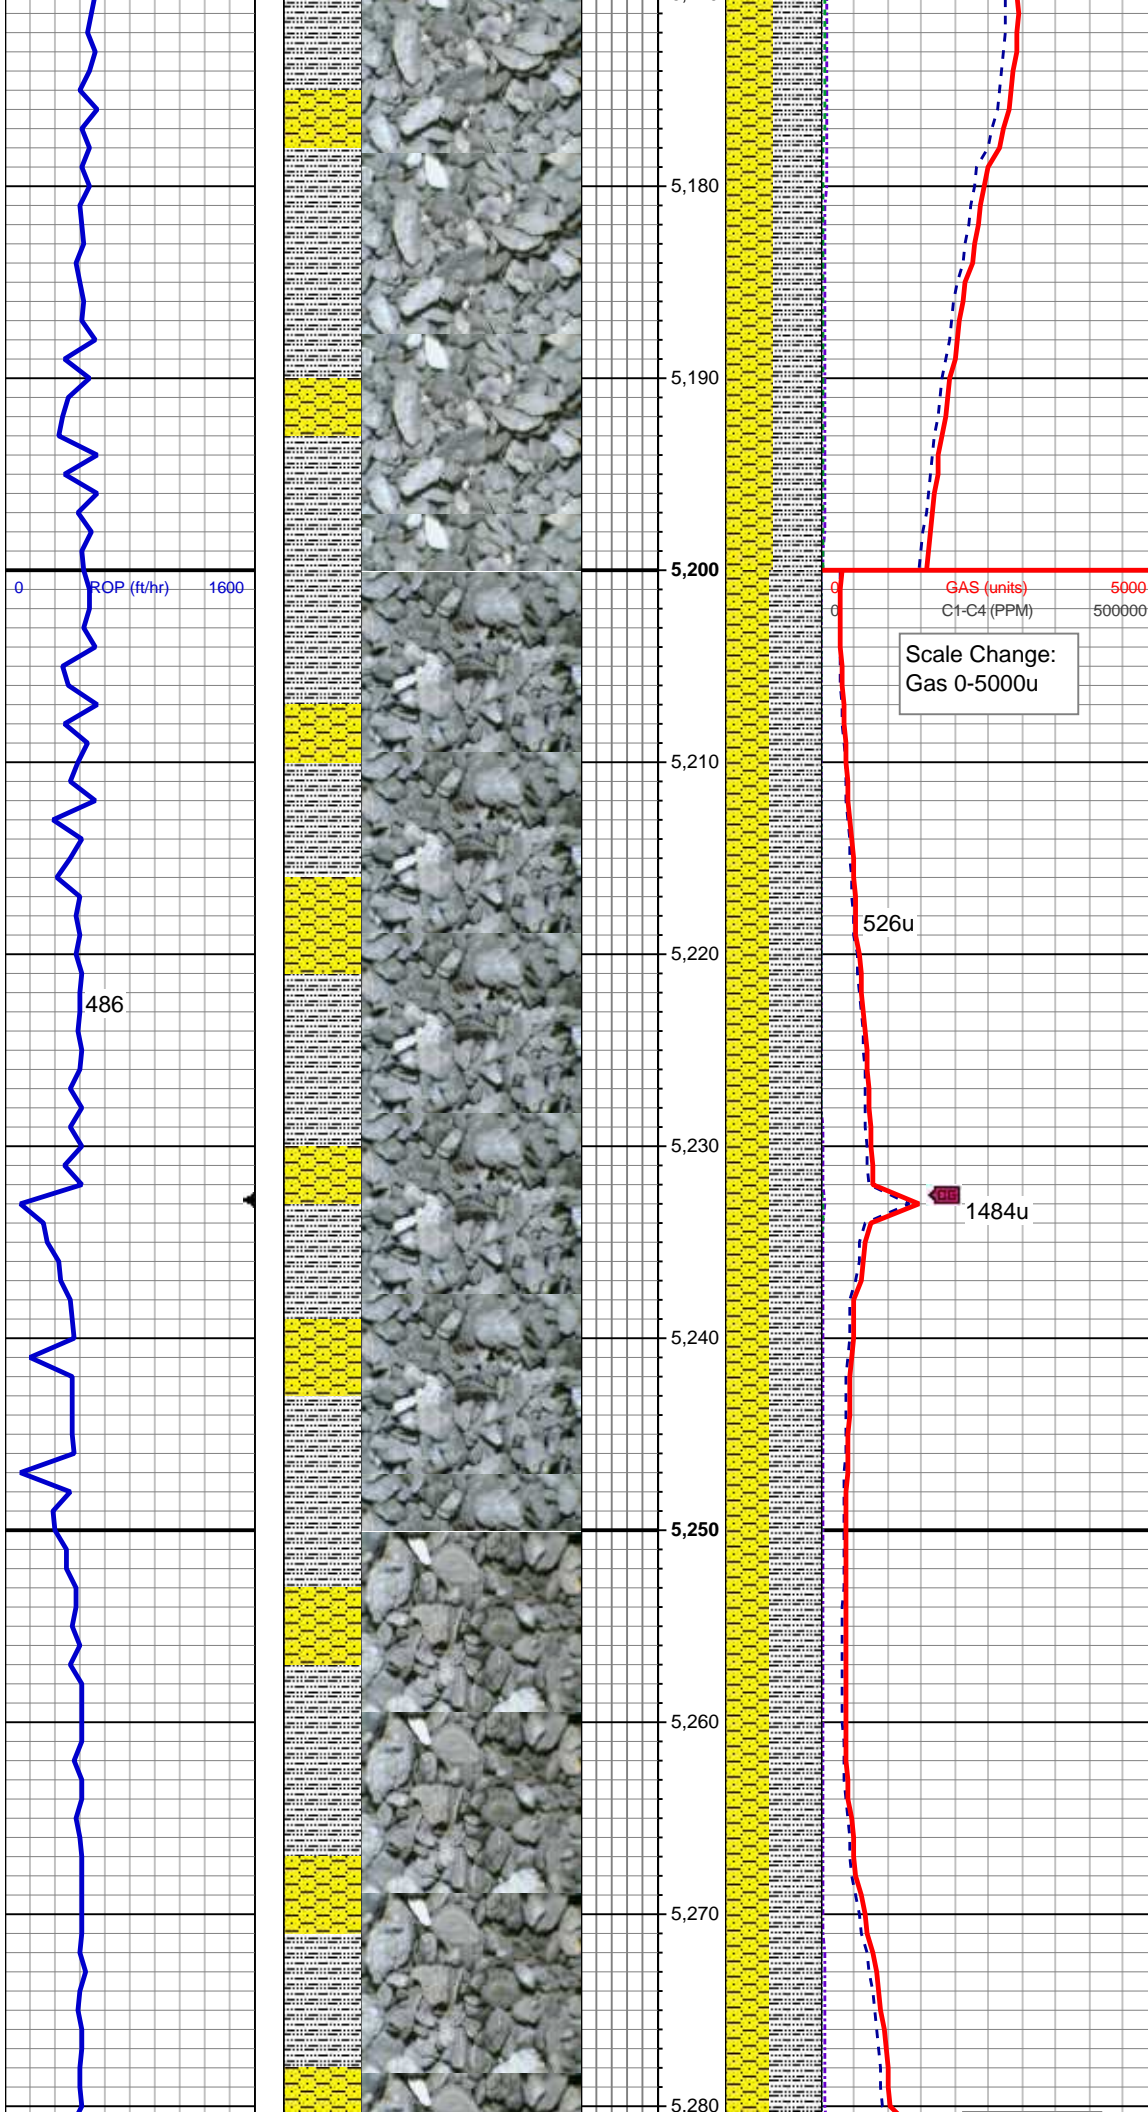 5,180
5,190
5,200
0 ROP (ft/hr) 1600
0 GAS (units) 5000
0 C1-C4 (PPM) 500000
Scale Change:
Gas 0-5000u
5,210
526u
5,220
486
5,230
CG
1484u
5,240
5,250
5,260
5,270
5,280